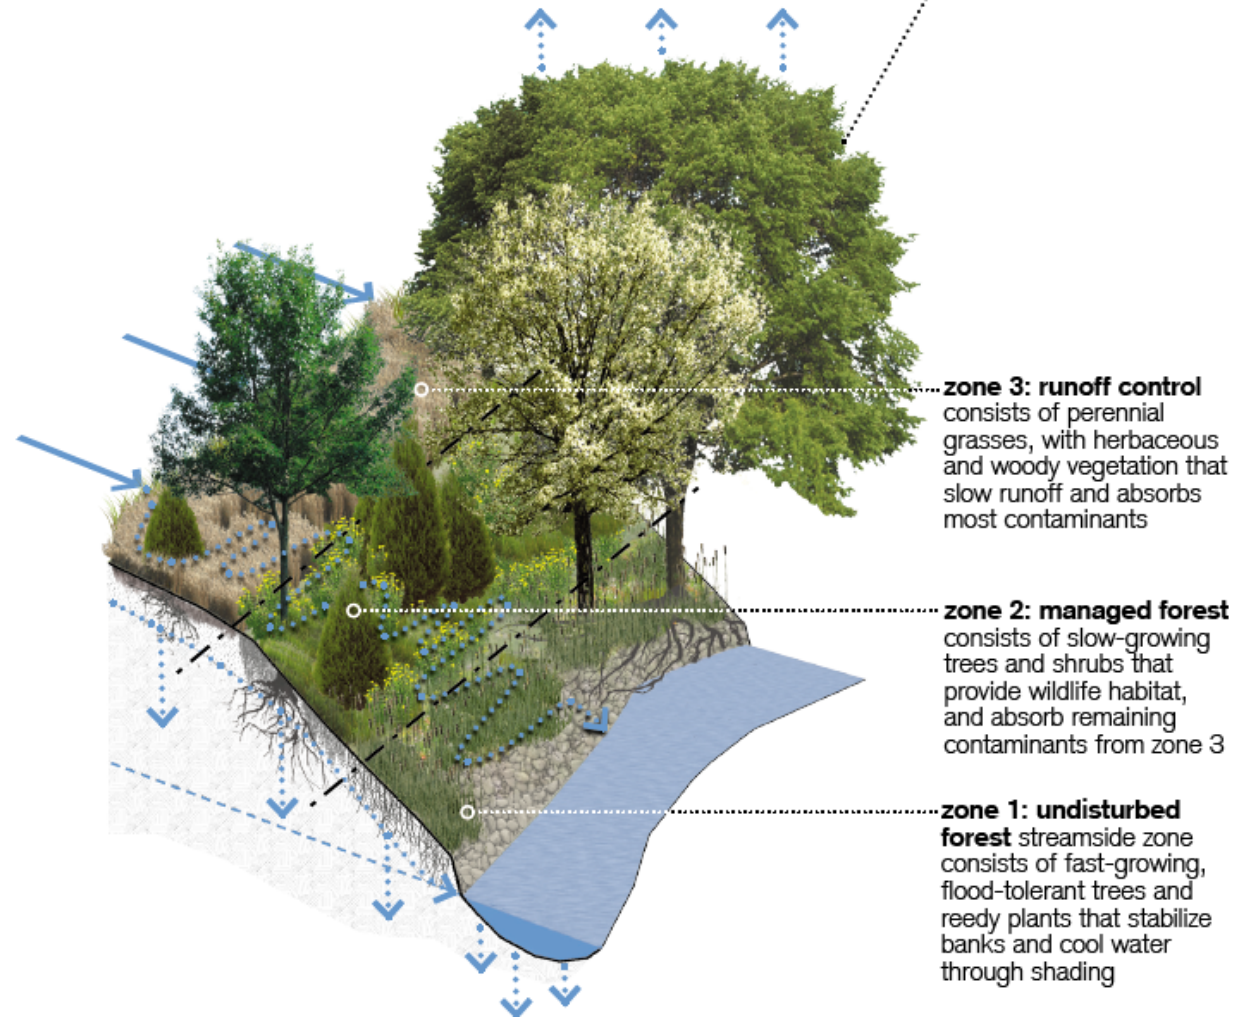 zone 3: runoff control
consists of perennial
grasses, with herbaceous
and woody vegetation that
slow runoff and absorbs
most contaminants
zone 2: managed forest
consists of slow-growing
trees and shrubs that
provide wildlife habitat,
and absorb remaining
contaminants from zone 3
zone 1: undisturbed
forest streamside zone
consists of fast-growing,
flood-tolerant trees and
reedy plants that stabilize
banks and cool water
through shading